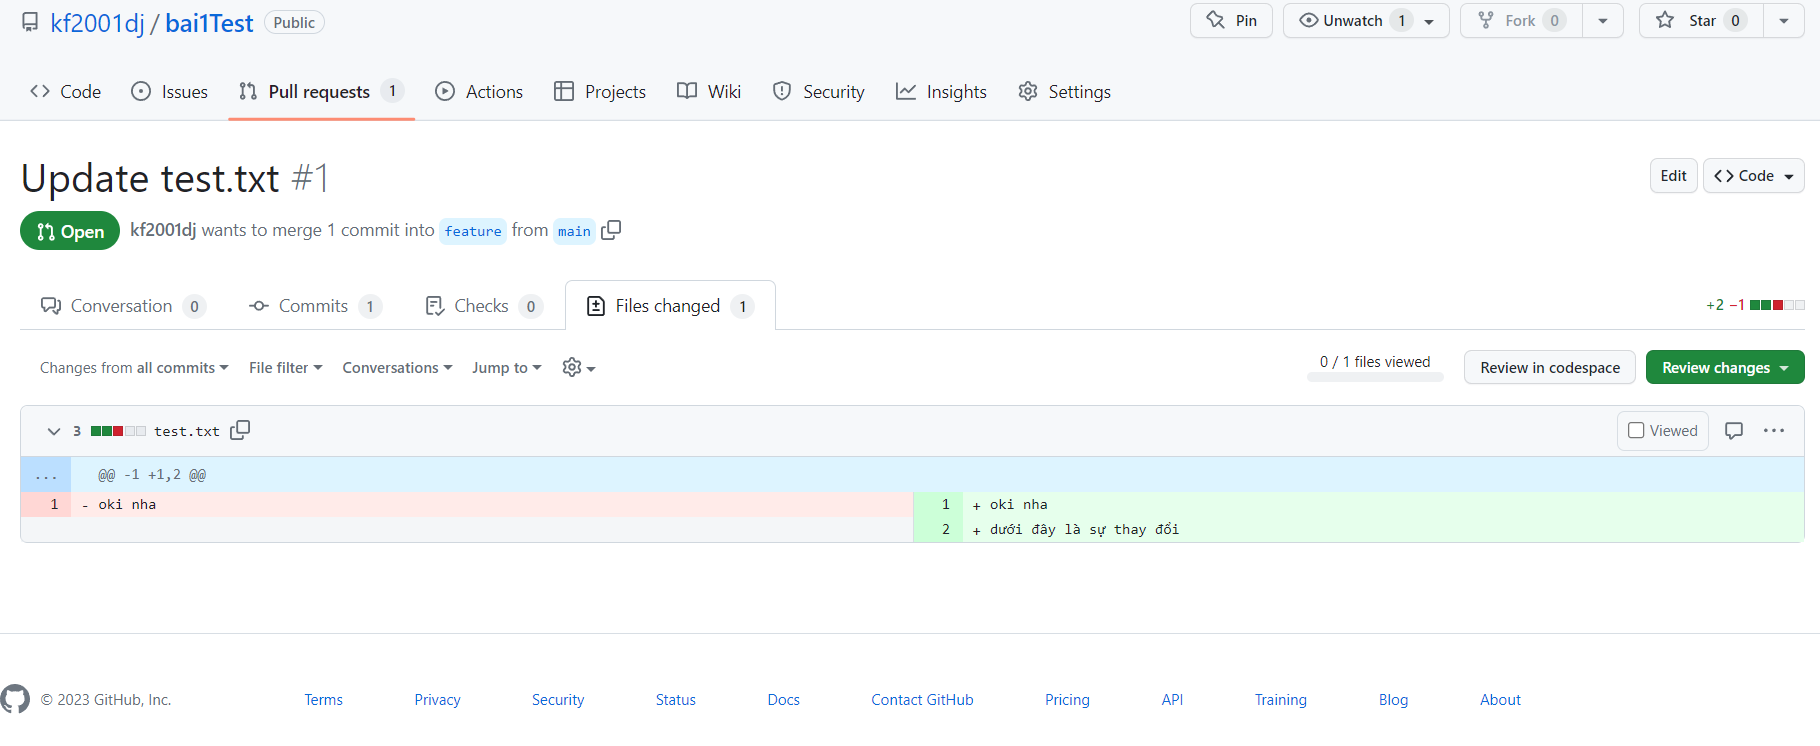 kf2001dj / bai1Test Public Pin Unwatch 1 Fork 0 Star 0
Code Issues Pull requests 1 Actions Projects Wiki Security Insights Settings
Update test.txt #1 Edit <> Code
Open kf2001dj wants to merge 1 commit into feature from main
Conversation 0 Commits 1 Checks 0 Files changed 1 +2 −1
Changes from all commits File filter Conversations Jump to 0 / 1 files viewed Review in codespace Review changes
3 test.txt Viewed
... @@ -1 +1,2 @@
1 - oki nha 1 + oki nha
2 + dưới đây là sự thay đổi
© 2023 GitHub, Inc. Terms Privacy Security Status Docs Contact GitHub Pricing API Training Blog About